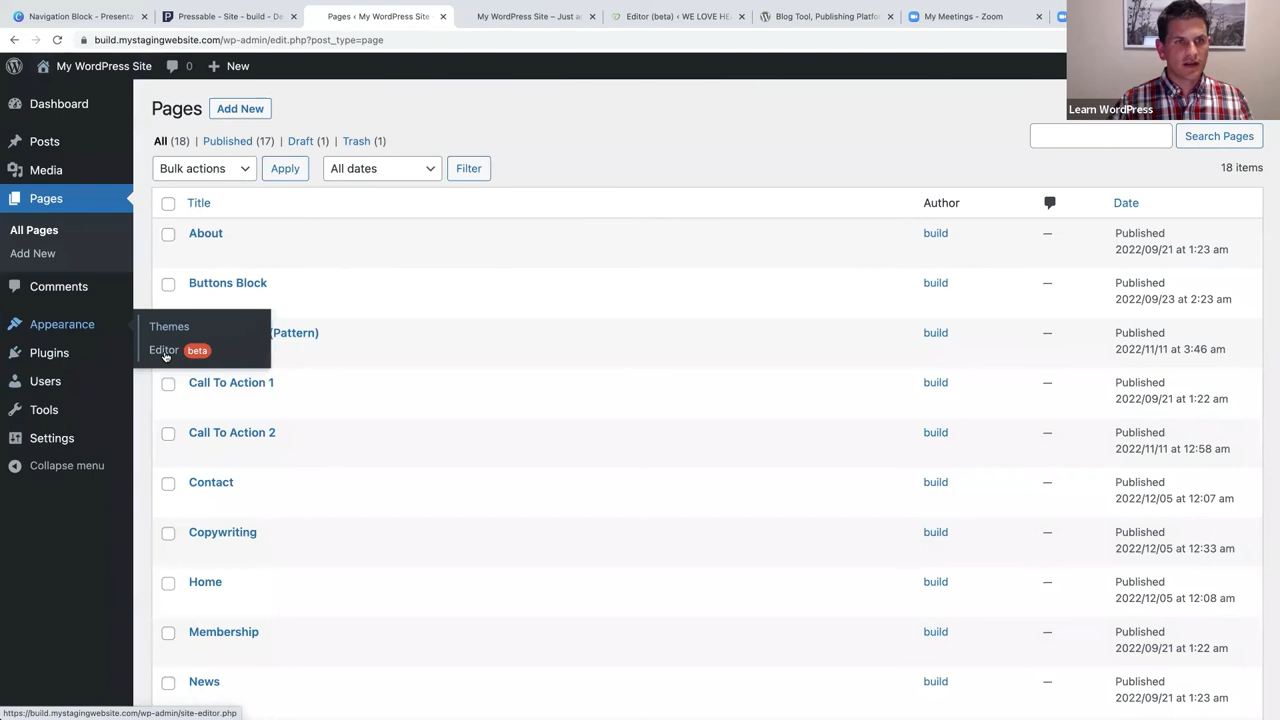 Navigation Block - Presenta
Pressable - Site - build - De
Pages ‹ My WordPress Site
My WordPress Site – Just a
Editor (beta) ‹ WE LOVE HE
Blog Tool, Publishing Platfo
My Meetings - Zoom
build.mystagingwebsite.com/wp-admin/edit.php?post_type=page
My WordPress Site
0
New
Learn WordPress
Dashboard
Posts
Media
Pages
All Pages
Add New
Comments
Appearance
Themes
Editor beta
Plugins
Users
Tools
Settings
Collapse menu
Pages Add New
All (18) | Published (17) | Draft (1) | Trash (1)
Search Pages
Bulk actions Apply All dates Filter
18 items
Title Author Date
About build — Published
2022/09/21 at 1:23 am
Buttons Block build — Published
2022/09/23 at 2:23 am
(Pattern) build — Published
2022/11/11 at 3:46 am
Call To Action 1 build — Published
2022/09/21 at 1:22 am
Call To Action 2 build — Published
2022/11/11 at 12:58 am
Contact build — Published
2022/12/05 at 12:07 am
Copywriting build — Published
2022/12/05 at 12:33 am
Home build — Published
2022/12/05 at 12:08 am
Membership build — Published
2022/09/21 at 1:22 am
News build — Published
2022/09/21 at 1:23 am
https://build.mystagingwebsite.com/wp-admin/site-editor.php